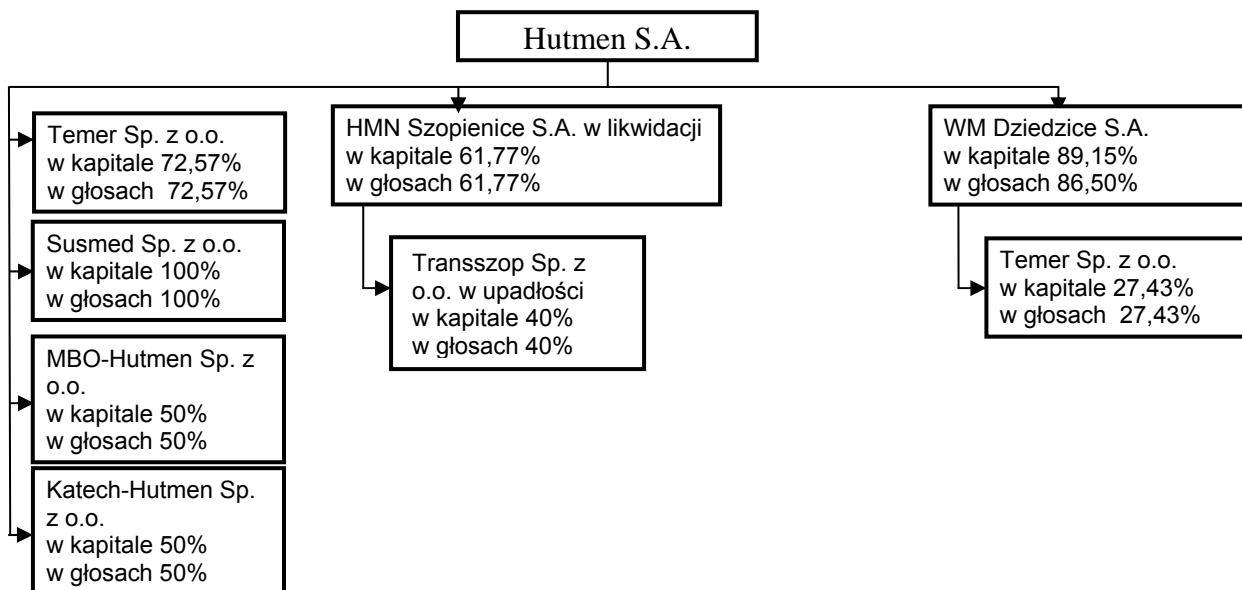 Hutmen S.A.
Temer Sp. z o.o.
w kapitale 72,57%
w głosach 72,57%
Susmed Sp. z o.o.
w kapitale 100%
w głosach 100%
MBO-Hutmen Sp. z
o.o.
w kapitale 50%
w głosach 50%
Katech-Hutmen Sp.
z o.o.
w kapitale 50%
w głosach 50%
HMN Szopienice S.A. w likwidacji
w kapitale 61,77%
w głosach 61,77%
Transszop Sp. z
o.o. w upadłości
w kapitale 40%
w głosach 40%
WM Dziedzice S.A.
w kapitale 89,15%
w głosach 86,50%
Temer Sp. z o.o.
w kapitale 27,43%
w głosach 27,43%